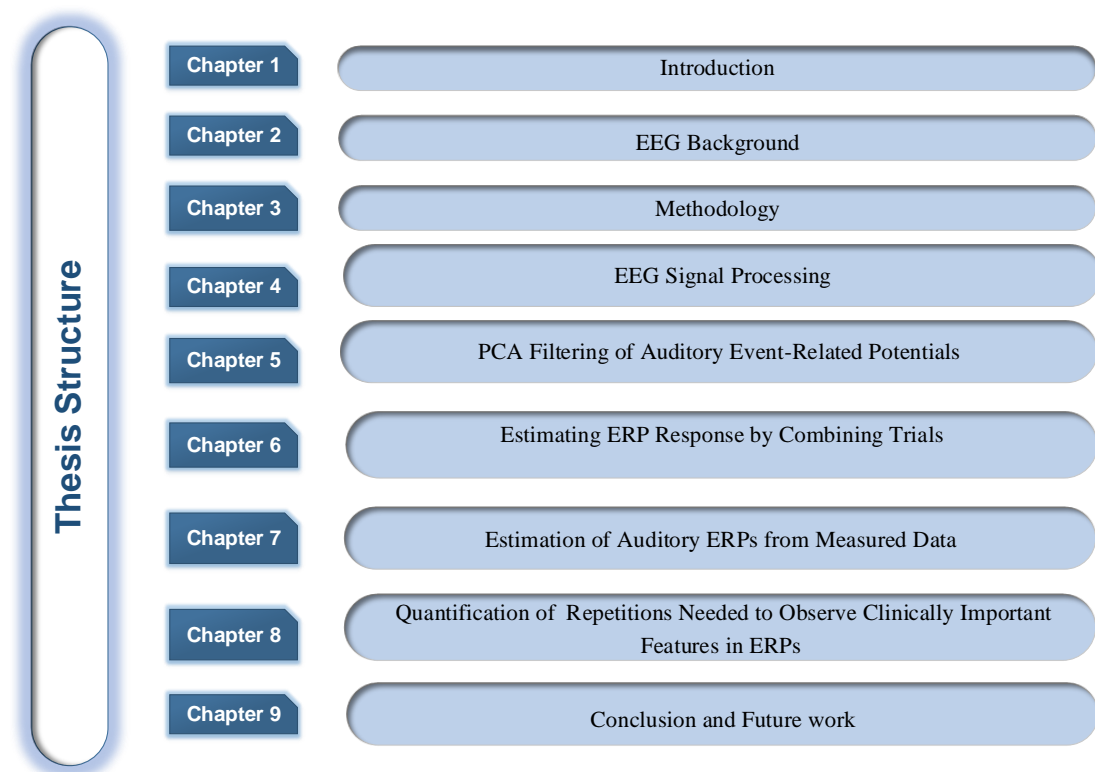 Thesis Structure
Chapter 1
Introduction
Chapter 2
EEG Background
Chapter 3
Methodology
Chapter 4
EEG Signal Processing
Chapter 5
PCA Filtering of Auditory Event-Related Potentials
Chapter 6
Estimating ERP Response by Combining Trials
Chapter 7
Estimation of Auditory ERPs from Measured Data
Chapter 8
Quantification of Repetitions Needed to Observe Clinically Important
Features in ERPs
Chapter 9
Conclusion and Future work